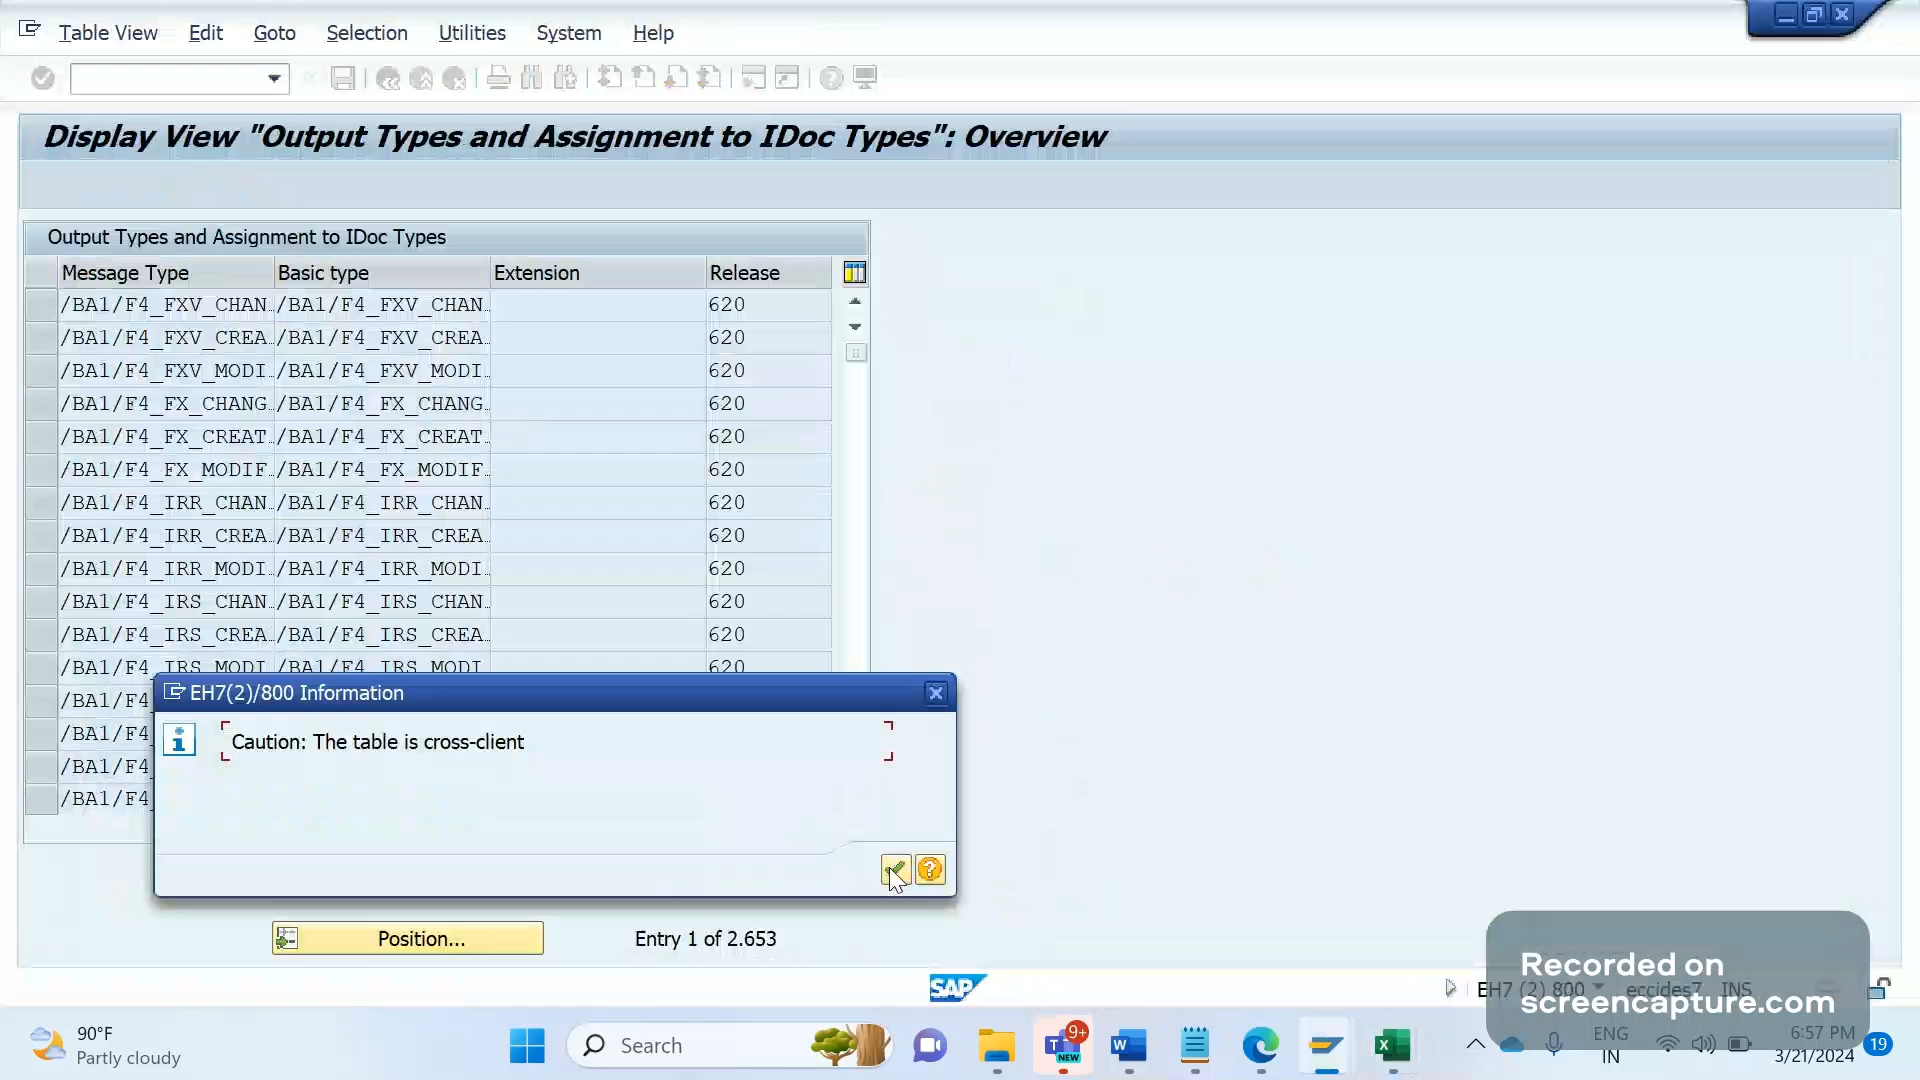 Table View Edit Goto Selection Utilities System Help
Display View "Output Types and Assignment to IDoc Types": Overview
Output Types and Assignment to IDoc Types
Message Type Basic type Extension Release
/BA1/F4_FXV_CHAN… /BA1/F4_FXV_CHAN… 620
/BA1/F4_FXV_CREA… /BA1/F4_FXV_CREA… 620
/BA1/F4_FXV_MODI… /BA1/F4_FXV_MODI… 620
/BA1/F4_FX_CHANG… /BA1/F4_FX_CHANG… 620
/BA1/F4_FX_CREAT… /BA1/F4_FX_CREAT… 620
/BA1/F4_FX_MODIF… /BA1/F4_FX_MODIF… 620
/BA1/F4_IRR_CHAN… /BA1/F4_IRR_CHAN… 620
/BA1/F4_IRR_CREA… /BA1/F4_IRR_CREA… 620
/BA1/F4_IRR_MODI… /BA1/F4_IRR_MODI… 620
/BA1/F4_IRS_CHAN… /BA1/F4_IRS_CHAN… 620
/BA1/F4_IRS_CREA… /BA1/F4_IRS_CREA… 620
/BA1/F4_IRS_MODI /BA1/F4_IRS_MODI 620
/BA1/F4
/BA1/F4
/BA1/F4
/BA1/F4
EH7(2)/800 Information
Caution: The table is cross-client
Position... Entry 1 of 2.653
SAP
EH7 (2) 800 eccides7 INS
Recorded on
screencapture.com
90°F
Partly cloudy
Search
9+
NEW
ENG
IN
6:57 PM
3/21/2024
19